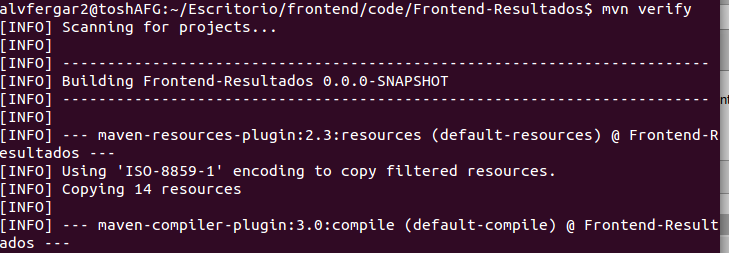 alvfergar2@toshAFG:~/Escritorio/frontend/code/Frontend-Resultados$ mvn verify
[INFO] Scanning for projects...
[INFO]
[INFO] ------------------------------------------------------------------------
[INFO] Building Frontend-Resultados 0.0.0-SNAPSHOT
[INFO] ------------------------------------------------------------------------
[INFO]
[INFO] --- maven-resources-plugin:2.3:resources (default-resources) @ Frontend-R
esultados ---
[INFO] Using 'ISO-8859-1' encoding to copy filtered resources.
[INFO] Copying 14 resources
[INFO]
[INFO] --- maven-compiler-plugin:3.0:compile (default-compile) @ Frontend-Result
ados ---